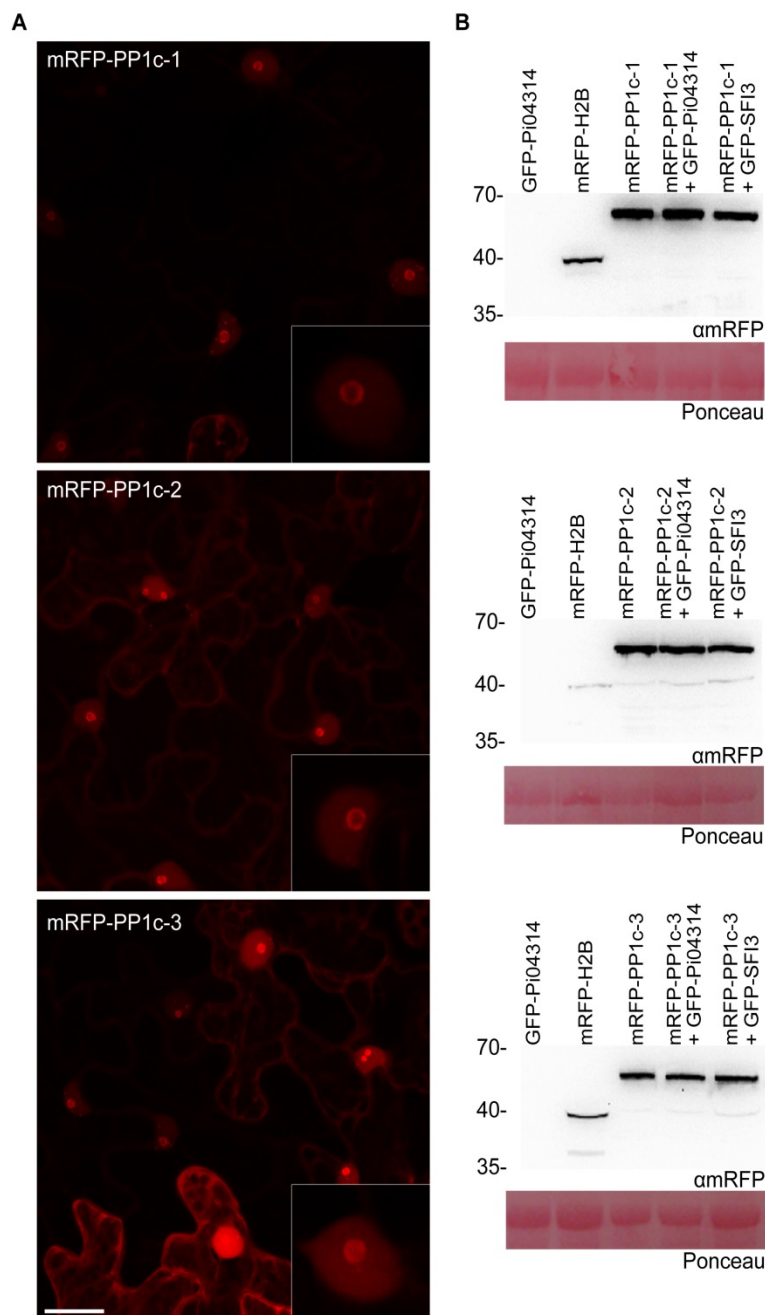 A
mRFP-PP1c-1
mRFP-PP1c-2
mRFP-PP1c-3
B
GFP-Pi04314
mRFP-H2B
mRFP-PP1c-1
mRFP-PP1c-1
+ GFP-Pi04314
mRFP-PP1c-1
+ GFP-SFI3
70-
40-
35-
αmRFP
Ponceau
GFP-Pi04314
mRFP-H2B
mRFP-PP1c-2
mRFP-PP1c-2
+ GFP-Pi04314
mRFP-PP1c-2
+ GFP-SFI3
70-
40-
35-
αmRFP
Ponceau
GFP-Pi04314
mRFP-H2B
mRFP-PP1c-3
mRFP-PP1c-3
+ GFP-Pi04314
mRFP-PP1c-3
+ GFP-SFI3
70-
40-
35-
αmRFP
Ponceau